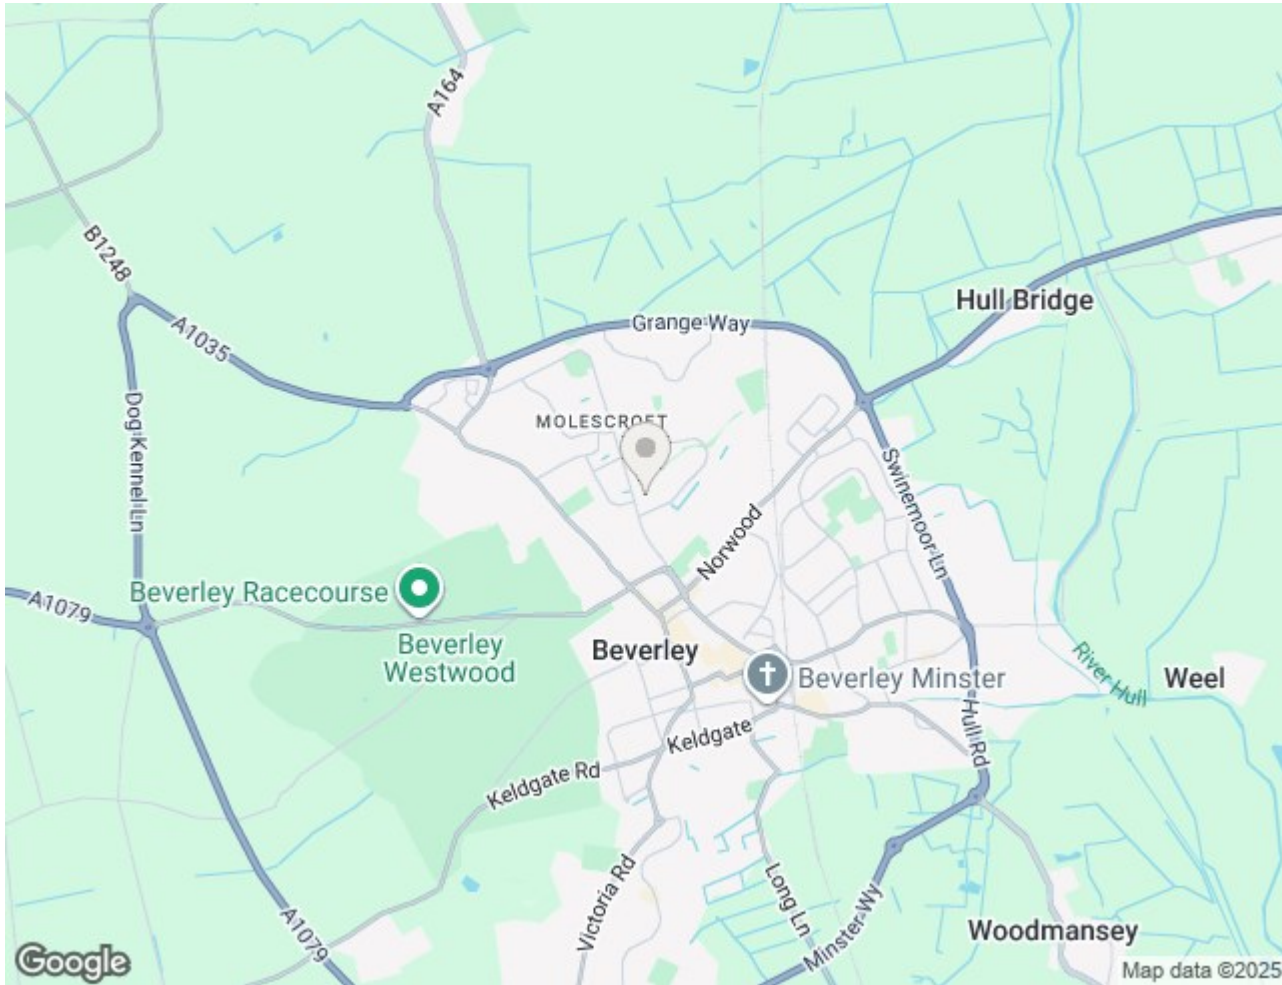 A164
B1248
A1035
Grange Way
Hull Bridge
Dog Kennel Ln
MOLESCROFT
Swinemoor Ln
Norwood
A1079
Beverley Racecourse
Beverley
Westwood
Beverley
Beverley Minster
River Hull
Weel
Keldgate
Hull Rd
Keldgate Rd
Victoria Rd
Long Ln
Minster Wy
A1079
Woodmansey
Google
Map data ©2025